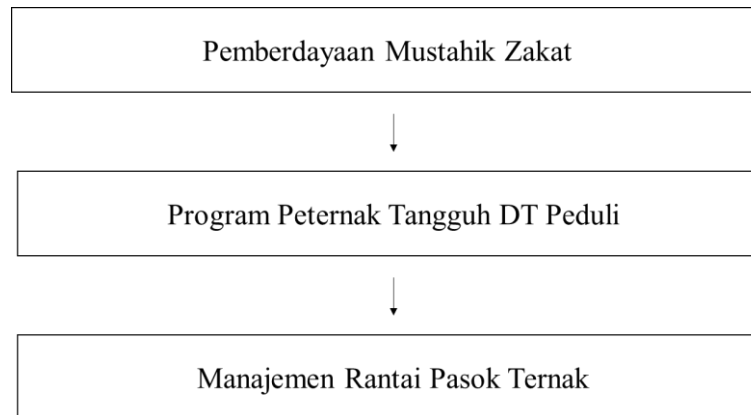 Pemberdayaan Mustahik Zakat
Program Peternak Tangguh DT Peduli
Manajemen Rantai Pasok Ternak